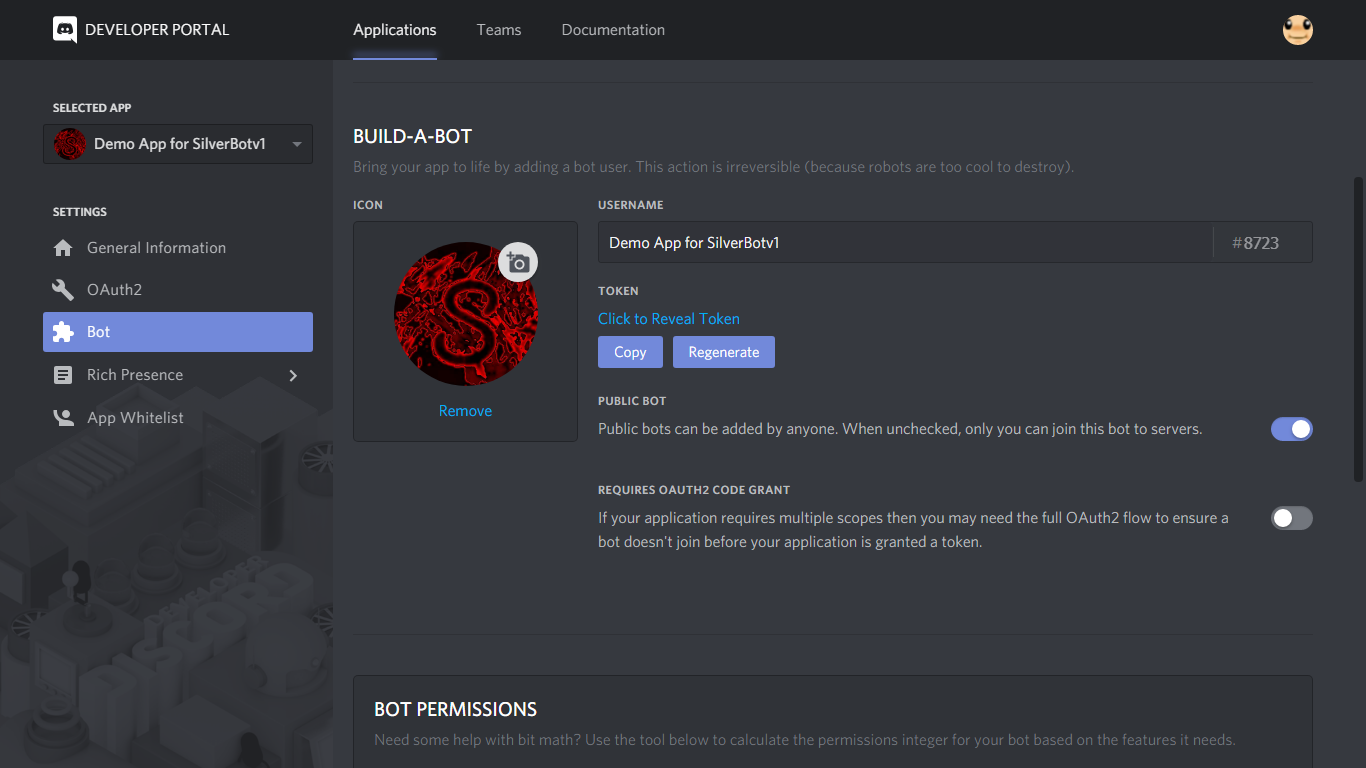 DEVELOPER PORTAL
Applications
Teams
Documentation
SELECTED APP
Demo App for SilverBotv1
SETTINGS
General Information
OAuth2
Bot
Rich Presence
App Whitelist
BUILD-A-BOT
Bring your app to life by adding a bot user. This action is irreversible (because robots are too cool to destroy).
ICON
S
Remove
USERNAME
Demo App for SilverBotv1
#8723
TOKEN
Click to Reveal Token
Copy
Regenerate
PUBLIC BOT
Public bots can be added by anyone. When unchecked, only you can join this bot to servers.
REQUIRES OAUTH2 CODE GRANT
If your application requires multiple scopes then you may need the full OAuth2 flow to ensure a
bot doesn't join before your application is granted a token.
BOT PERMISSIONS
Need some help with bit math? Use the tool below to calculate the permissions integer for your bot based on the features it needs.
DISCORD
DEVELOPERS